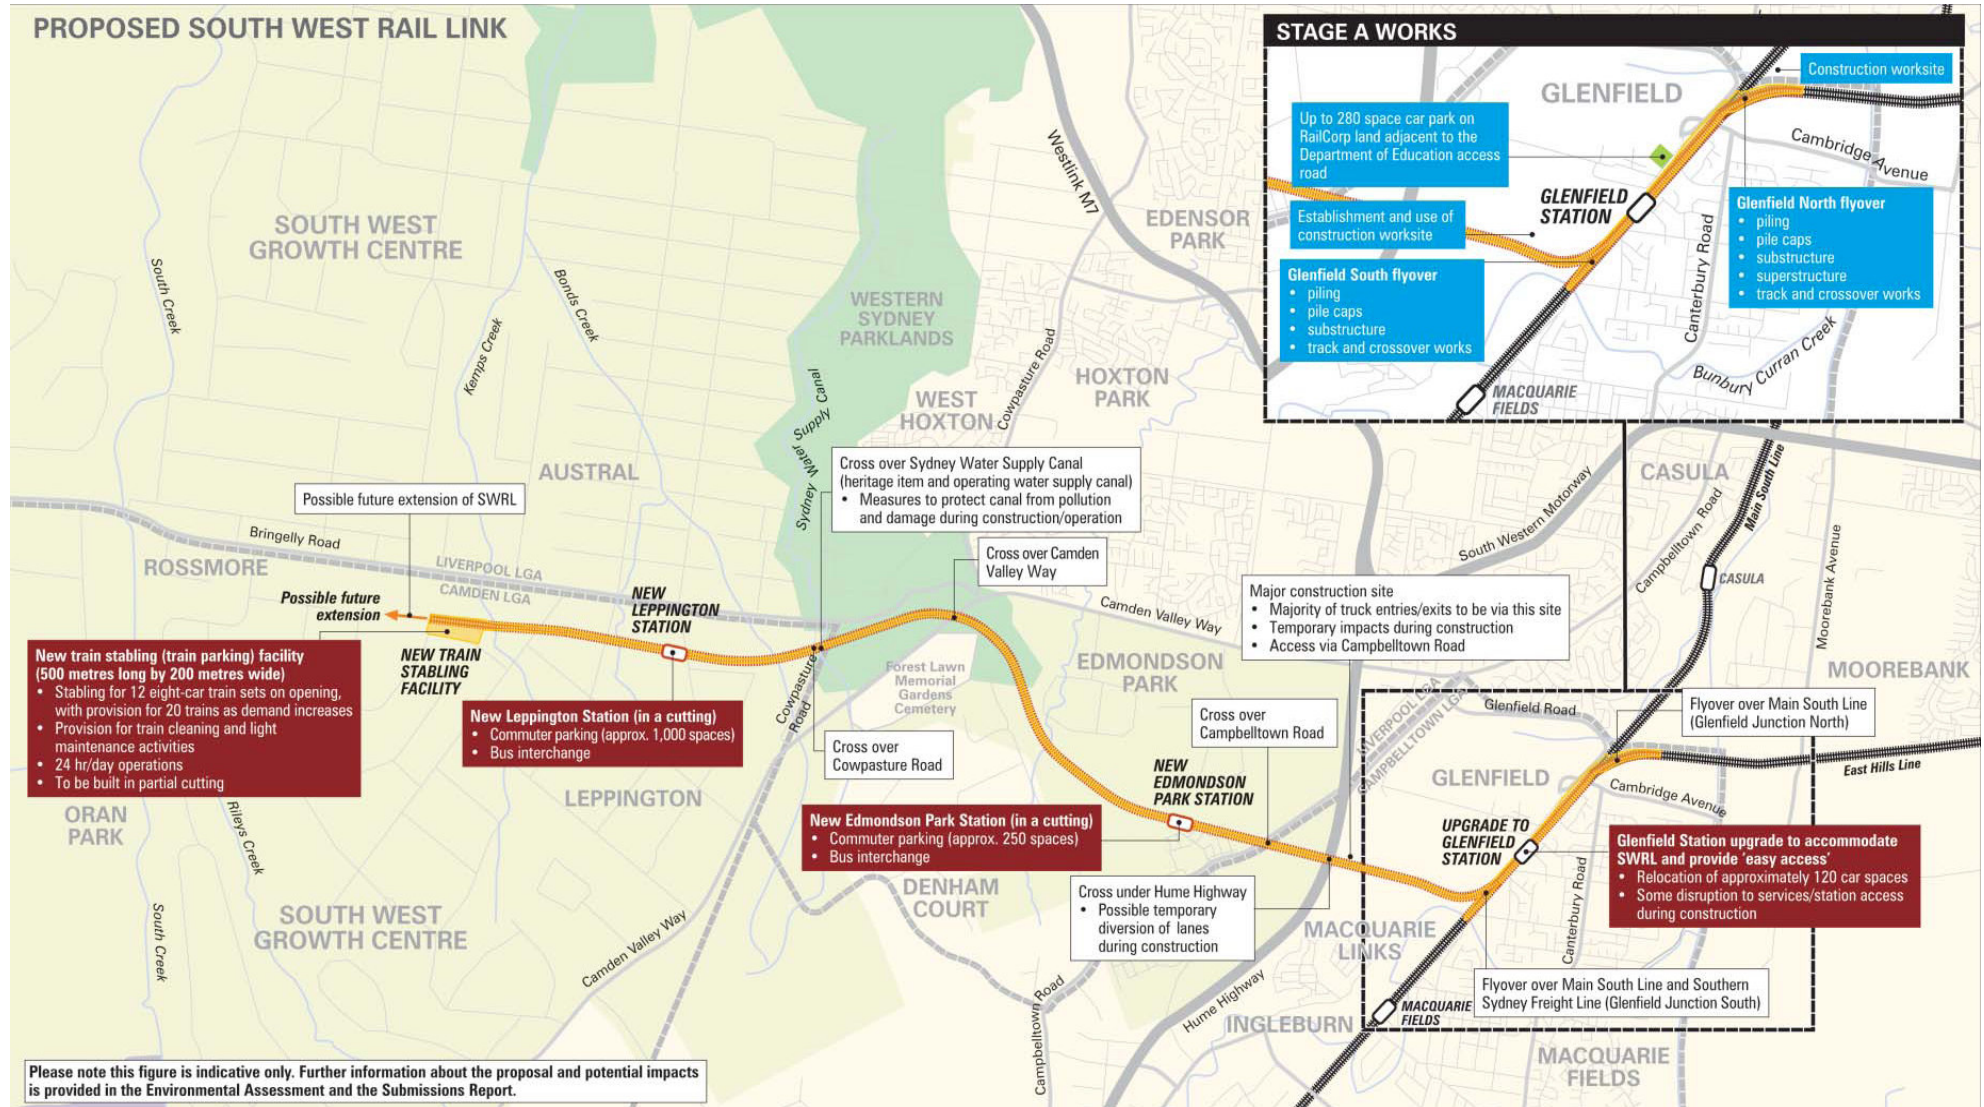 PROPOSED SOUTH WEST RAIL LINK
STAGE A WORKS
Construction worksite
GLENFIELD
Up to 280 space car park on
RailCorp land adjacent to the
Department of Education access
road
Cambridge Avenue
GLENFIELD
STATION
Establishment and use of
construction worksite
Glenfield North flyover
• piling
• pile caps
• substructure
• superstructure
• track and crossover works
Canterbury Road
Glenfield South flyover
• piling
• pile caps
• substructure
• track and crossover works
Bunbury Curran Creek
MACQUARIE
FIELDS
Westlink M7
EDENSOR
PARK
SOUTH WEST
GROWTH CENTRE
South Creek
Bonds Creek
Kemps Creek
WESTERN
SYDNEY
PARKLANDS
Sydney Water Supply Canal
Cowpasture Road
HOXTON
PARK
WEST
HOXTON
AUSTRAL
Cross over Sydney Water Supply Canal
(heritage item and operating water supply canal)
• Measures to protect canal from pollution
and damage during construction/operation
CASULA
Main South Line
South Western Motorway
Campbelltown Road
Moorebank Avenue
CASULA
Possible future extension of SWRL
Bringelly Road
ROSSMORE
LIVERPOOL LGA
CAMDEN LGA
Cross over Camden
Valley Way
Possible future
extension
NEW
LEPPINGTON
STATION
Camden Valley Way
Major construction site
• Majority of truck entries/exits to be via this site
• Temporary impacts during construction
• Access via Campbelltown Road
New train stabling (train parking) facility
(500 metres long by 200 metres wide)
• Stabling for 12 eight-car train sets on opening,
with provision for 20 trains as demand increases
• Provision for train cleaning and light
maintenance activities
• 24 hr/day operations
• To be built in partial cutting
NEW TRAIN
STABLING
FACILITY
Forest Lawn
Memorial
Gardens
Cemetery
EDMONDSON
PARK
MOOREBANK
New Leppington Station (in a cutting)
• Commuter parking (approx. 1,000 spaces)
• Bus interchange
Cowpasture
Road
Cross over
Cowpasture Road
Cross over
Campbelltown Road
LIVERPOOL LGA
CAMPBELLTOWN LGA
Glenfield Road
Flyover over Main South Line
(Glenfield Junction North)
East Hills Line
NEW
EDMONDSON
PARK STATION
GLENFIELD
Cambridge Avenue
LEPPINGTON
ORAN
PARK
Rileys Creek
New Edmondson Park Station (in a cutting)
• Commuter parking (approx. 250 spaces)
• Bus interchange
UPGRADE TO
GLENFIELD
STATION
Glenfield Station upgrade to accommodate
SWRL and provide 'easy access'
• Relocation of approximately 120 car spaces
• Some disruption to services/station access
during construction
Canterbury Road
DENHAM
COURT
Cross under Hume Highway
• Possible temporary
diversion of lanes
during construction
SOUTH WEST
GROWTH CENTRE
South Creek
Camden Valley Way
MACQUARIE
LINKS
Flyover over Main South Line and Southern
Sydney Freight Line (Glenfield Junction South)
Campbelltown Road
Hume Highway
INGLEBURN
MACQUARIE
FIELDS
MACQUARIE
FIELDS
Please note this figure is indicative only. Further information about the proposal and potential impacts
is provided in the Environmental Assessment and the Submissions Report.